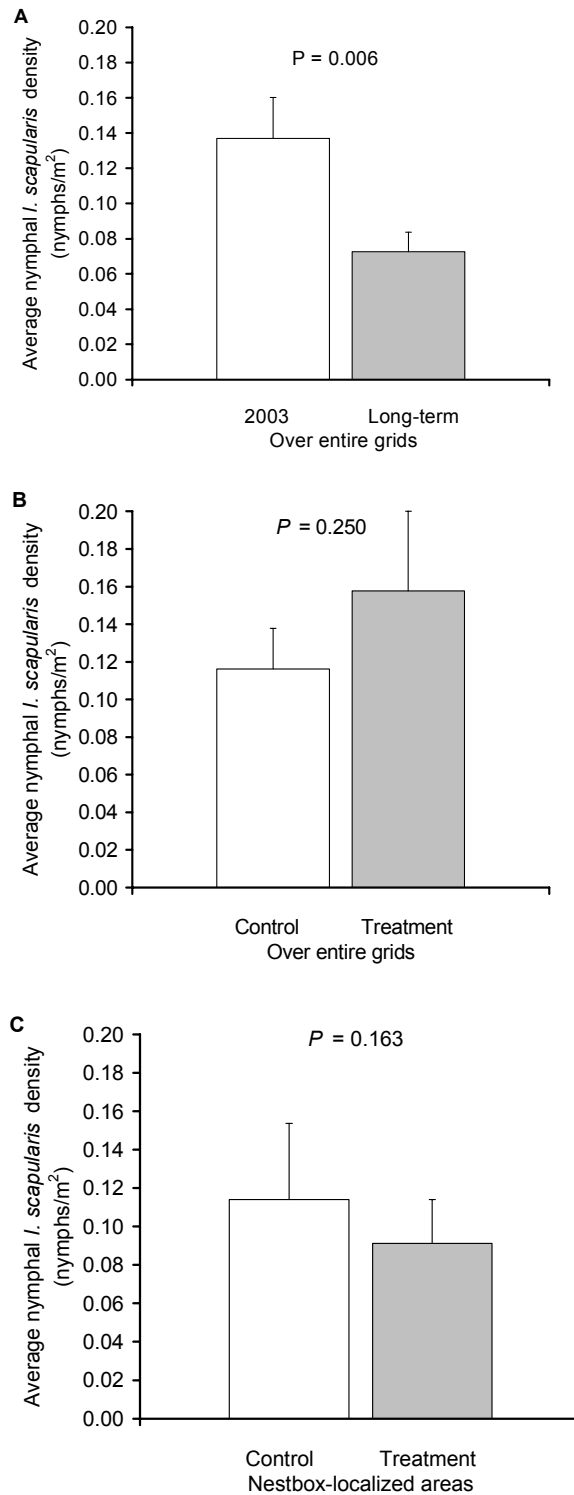 A
P = 0.006
Average nymphal I. scapularis density
(nymphs/m²)
0.20
0.18
0.16
0.14
0.12
0.10
0.08
0.06
0.04
0.02
0.00
2003 Long-term
Over entire grids
B
P = 0.250
Average nymphal I. scapularis density
(nymphs/m²)
0.20
0.18
0.16
0.14
0.12
0.10
0.08
0.06
0.04
0.02
0.00
Control Treatment
Over entire grids
C
P = 0.163
Average nymphal I. scapularis density
(nymphs/m²)
0.20
0.18
0.16
0.14
0.12
0.10
0.08
0.06
0.04
0.02
0.00
Control Treatment
Nestbox-localized areas